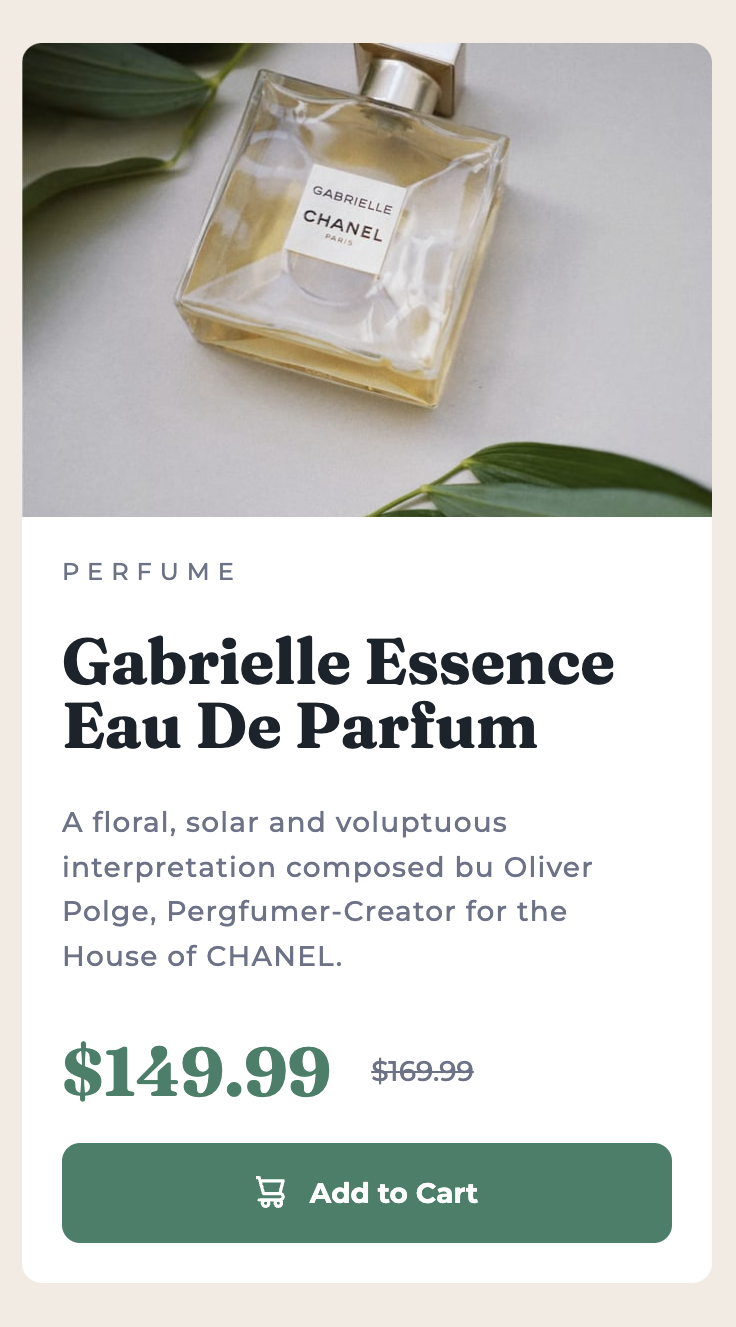 GABRIELLE
CHANEL
PARIS
PERFUME
Gabrielle Essence
Eau De Parfum
A floral, solar and voluptuous
interpretation composed bu Oliver
Polge, Pergfumer-Creator for the
House of CHANEL.
$149.99 $169.99
Add to Cart